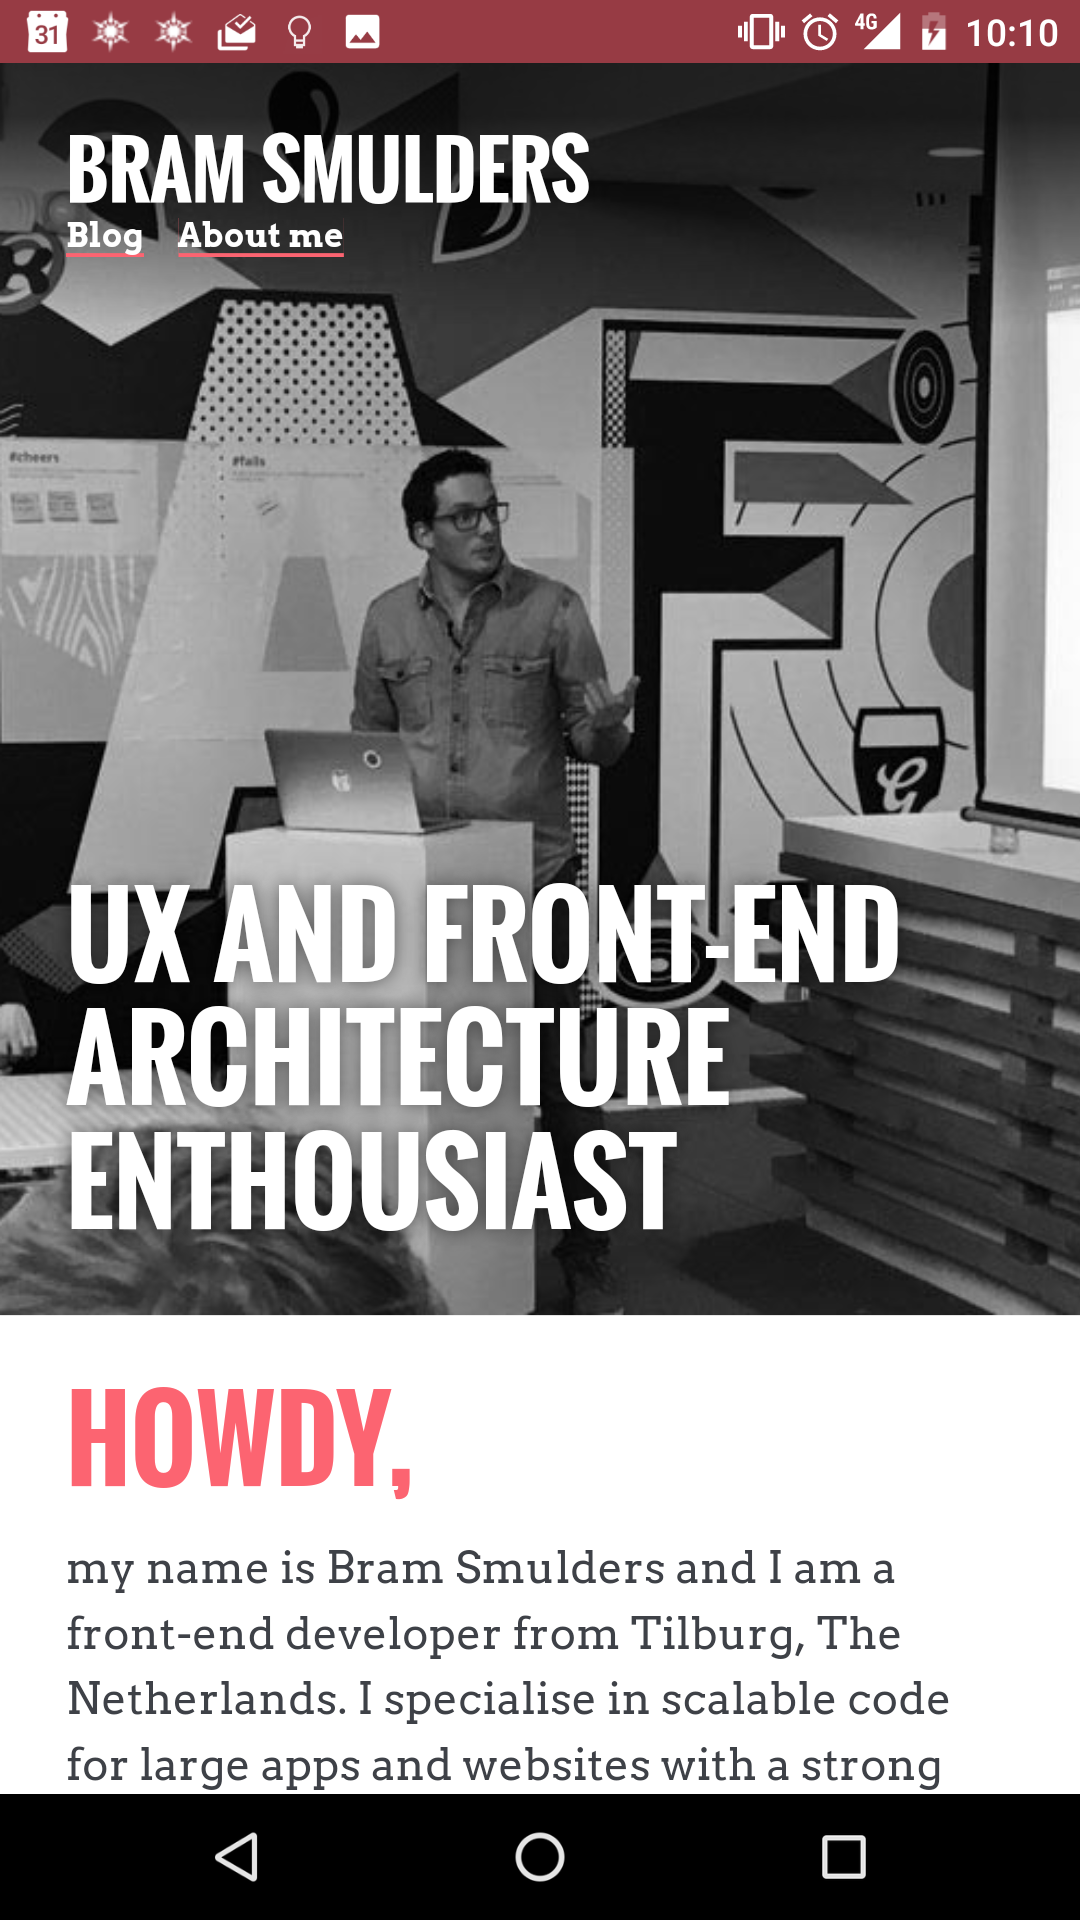 31
4G
10:10
BRAM SMULDERS
Blog About me
#cheers
#fails
G
UX AND FRONT-END
ARCHITECTURE
ENTHOUSIAST
HOWDY,
my name is Bram Smulders and I am a
front-end developer from Tilburg, The
Netherlands. I specialise in scalable code
for large apps and websites with a strong